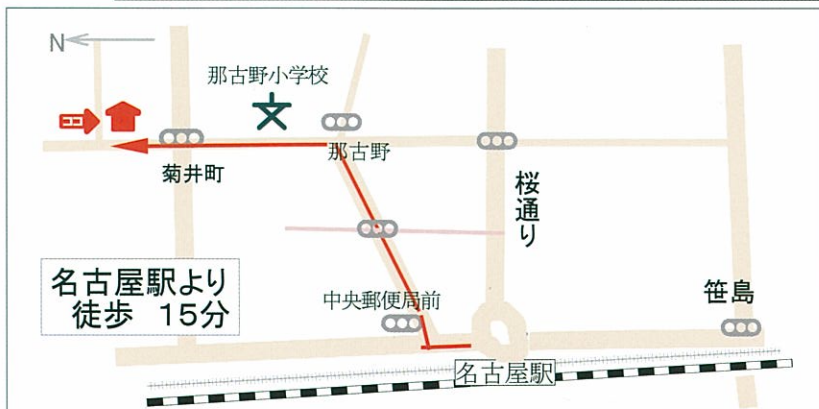 N
那古野小学校
那古野
菊井町
桜通り
名古屋駅より
徒歩 15分
中央郵便局前
笹島
名古屋駅